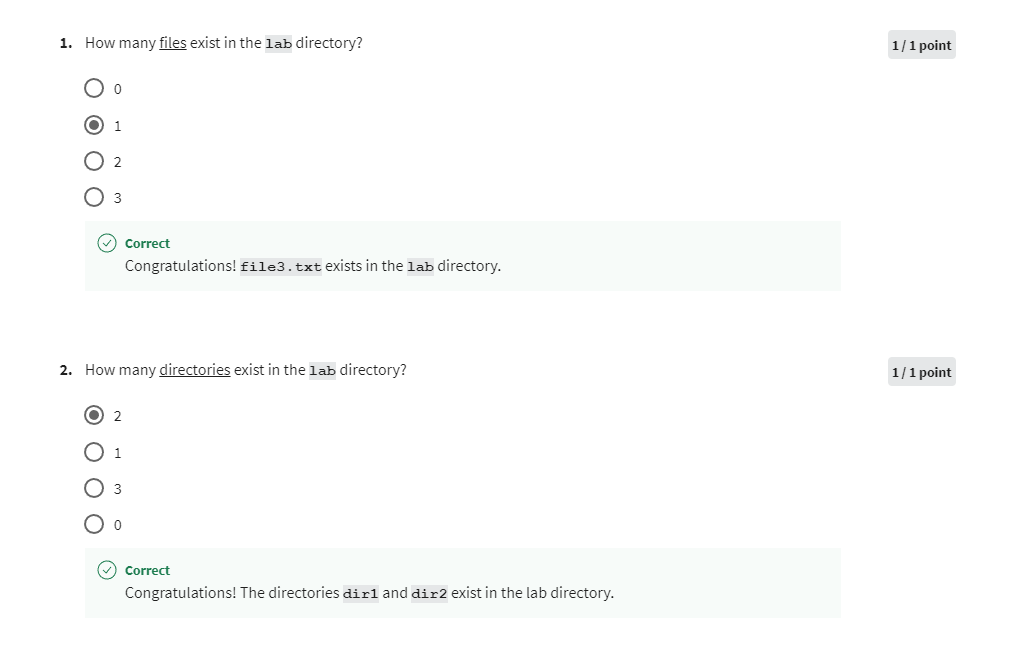 1. How many files exist in the lab directory?
1 / 1 point
0
1
2
3
Correct
Congratulations! file3.txt exists in the lab directory.
2. How many directories exist in the lab directory?
1 / 1 point
2
1
3
0
Correct
Congratulations! The directories dir1 and dir2 exist in the lab directory.